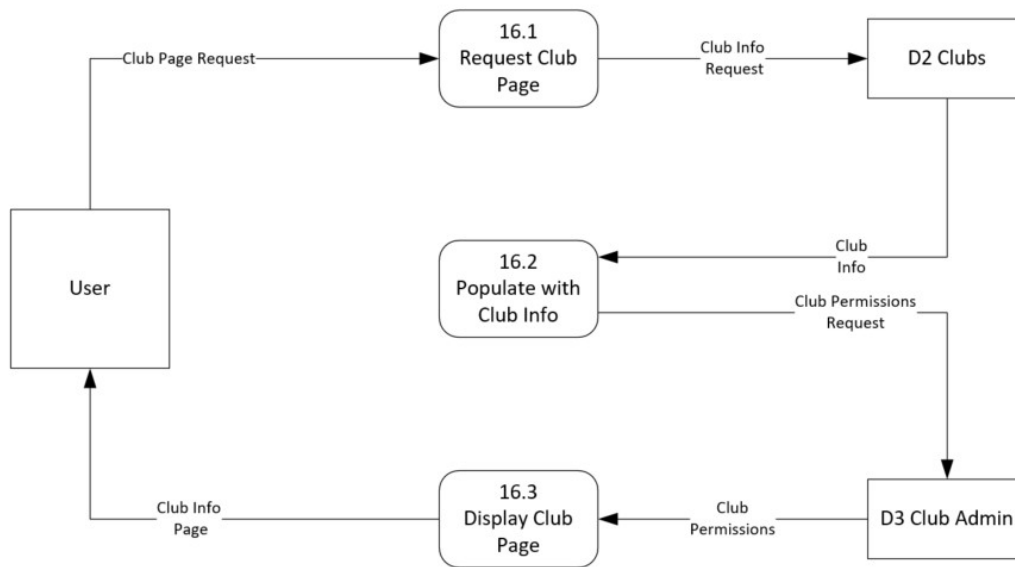 16.1
Request Club
Page
Club Page Request
Club Info
Request
D2 Clubs
User
16.2
Populate with
Club Info
Club
Info
Club Permissions
Request
16.3
Display Club
Page
Club Info
Page
Club
Permissions
D3 Club Admin